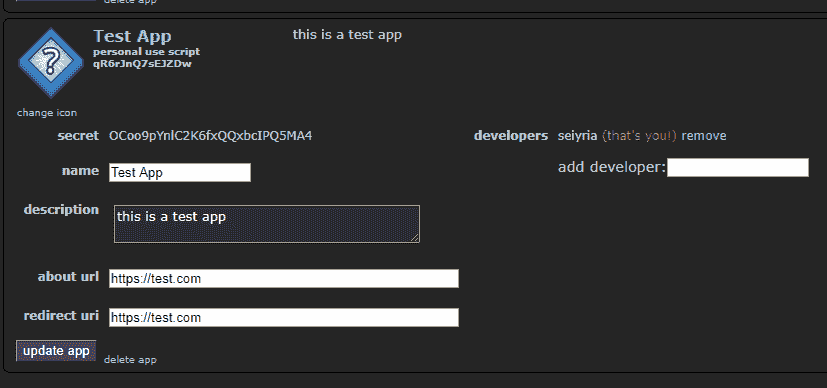 delete app
Test App
this is a test app
personal use script
qR6rJnQ7sEJZDw
change icon
secret OCoo9pYnlC2K6fxQQxbcIPQ5MA4
developers seiyria (that's you!) remove
name Test App
add developer:
description this is a test app
about url https://test.com
redirect uri https://test.com
update app delete app